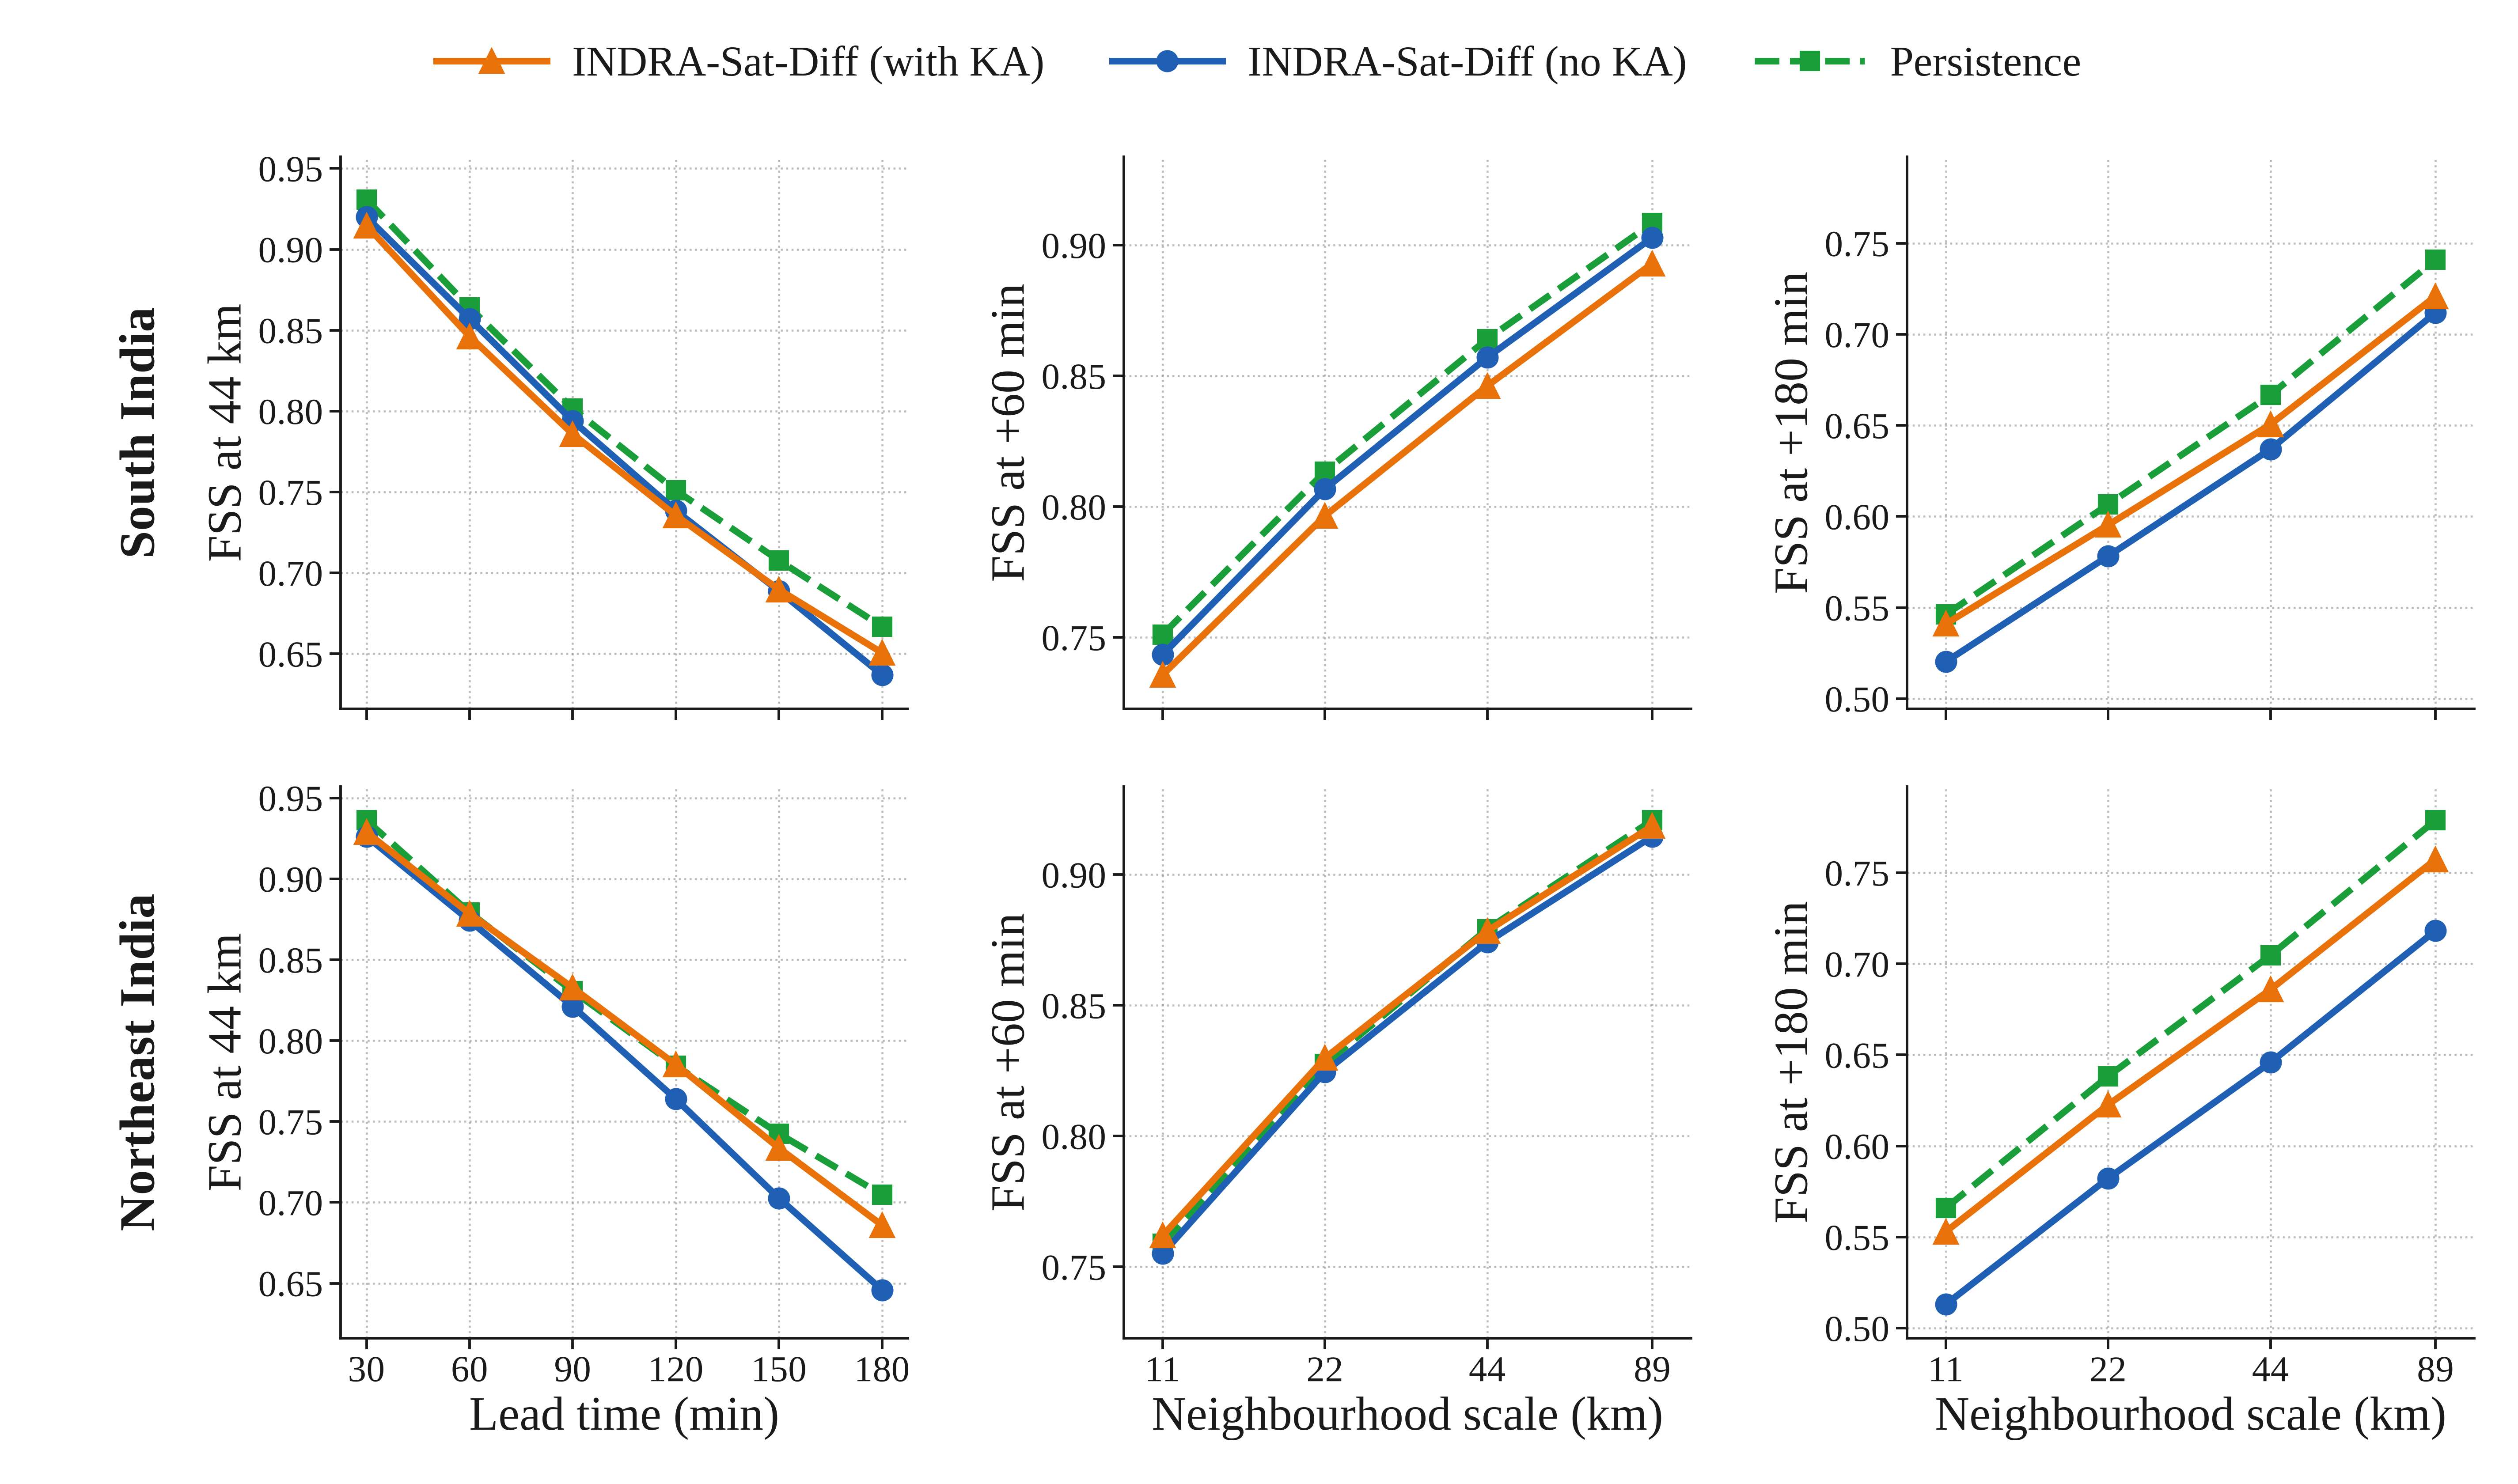 INDRA-Sat-Diff (with KA)
INDRA-Sat-Diff (no KA)
Persistence
South India
FSS at 44 km
0.95
0.90
0.85
0.80
0.75
0.70
0.65
FSS at +60 min
0.90
0.85
0.80
0.75
FSS at +180 min
0.75
0.70
0.65
0.60
0.55
0.50
Northeast India
FSS at 44 km
0.95
0.90
0.85
0.80
0.75
0.70
0.65
30 60 90 120 150 180
Lead time (min)
FSS at +60 min
0.90
0.85
0.80
0.75
11 22 44 89
Neighbourhood scale (km)
FSS at +180 min
0.75
0.70
0.65
0.60
0.55
0.50
11 22 44 89
Neighbourhood scale (km)